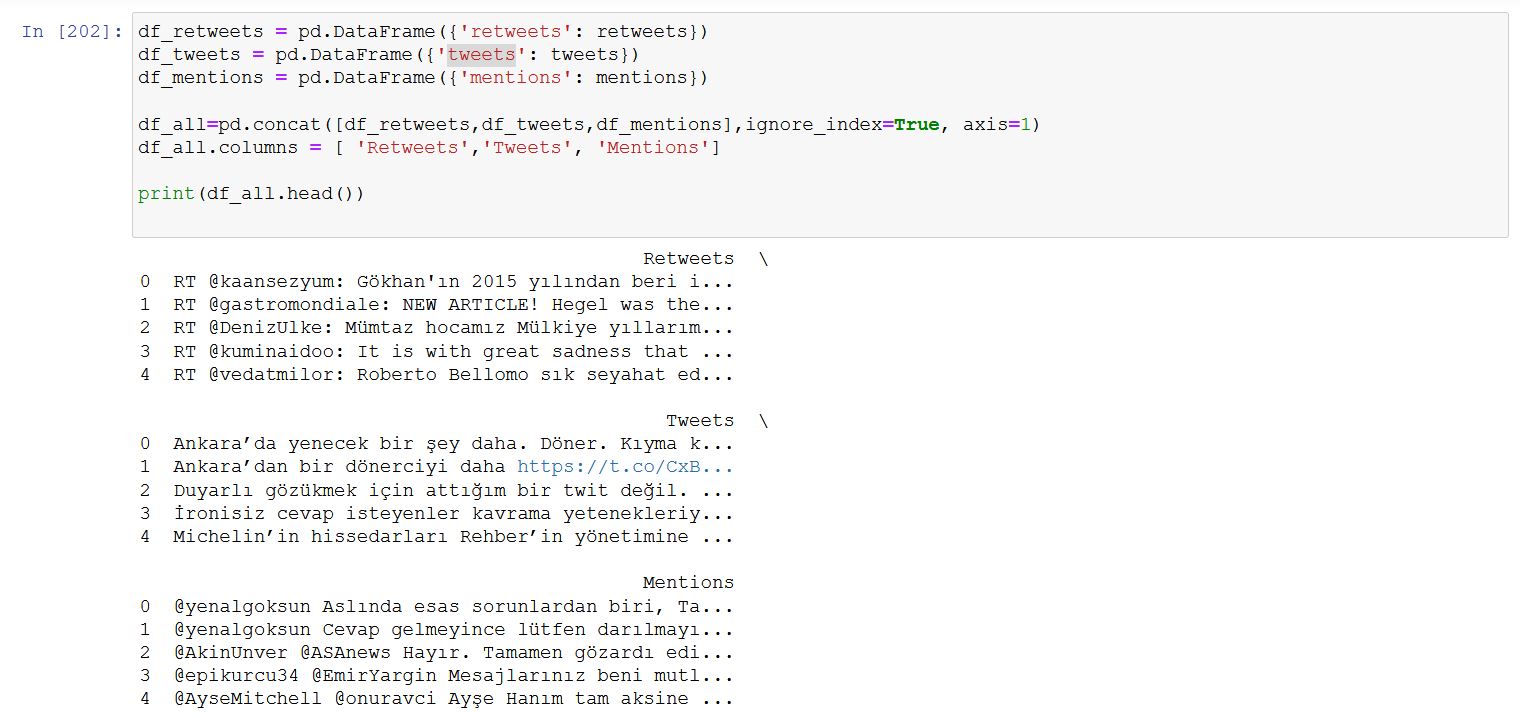 In [202]: df_retweets = pd.DataFrame({'retweets': retweets})
df_tweets = pd.DataFrame({'tweets': tweets})
df_mentions = pd.DataFrame({'mentions': mentions})
df_all=pd.concat([df_retweets,df_tweets,df_mentions],ignore_index=True, axis=1)
df_all.columns = [ 'Retweets','Tweets', 'Mentions']
print(df_all.head())
Retweets \
0 RT @kaansezyum: Gökhan'ın 2015 yılından beri i...
1 RT @gastromondiale: NEW ARTICLE! Hegel was the...
2 RT @DenizUlke: Mümtaz hocamız Mülkiye yıllarım...
3 RT @kuminaidoo: It is with great sadness that ...
4 RT @vedatmilor: Roberto Bellomo sık seyahat ed...
Tweets \
0 Ankara’da yenecek bir şey daha. Döner. Kıyma k...
1 Ankara’dan bir dönerciyi daha https://t.co/CxB...
2 Duyarlı gözükmek için attığım bir twit değil. ...
3 İronisiz cevap isteyenler kavrama yetenekleriy...
4 Michelin’in hissedarları Rehber’in yönetimine ...
Mentions
0 @yenalgoksun Aslında esas sorunlardan biri, Ta...
1 @yenalgoksun Cevap gelmeyince lütfen darılmayı...
2 @AkinUnver @ASAnews Hayır. Tamamen gözardı edi...
3 @epikurcu34 @EmirYargin Mesajlarınız beni mutl...
4 @AyseMitchell @onuravci Ayşe Hanım tam aksine ...